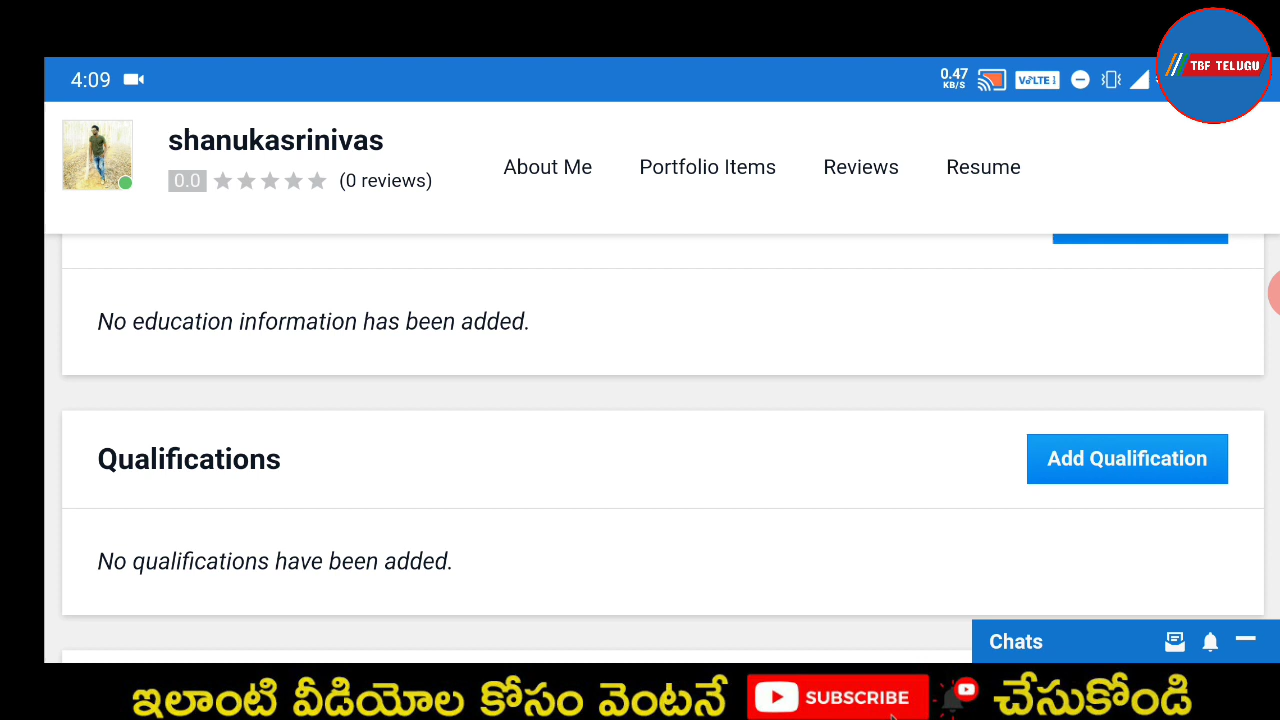 TBF TELUGU
4:09
0.47
KB/S
VoLTE
shanukasrinivas
0.0 (0 reviews)
About Me Portfolio Items Reviews Resume
No education information has been added.
Qualifications
Add Qualification
No qualifications have been added.
Chats
ఇలాంటి వీడియోల కోసం వెంటనే SUBSCRIBE చేసుకోండి